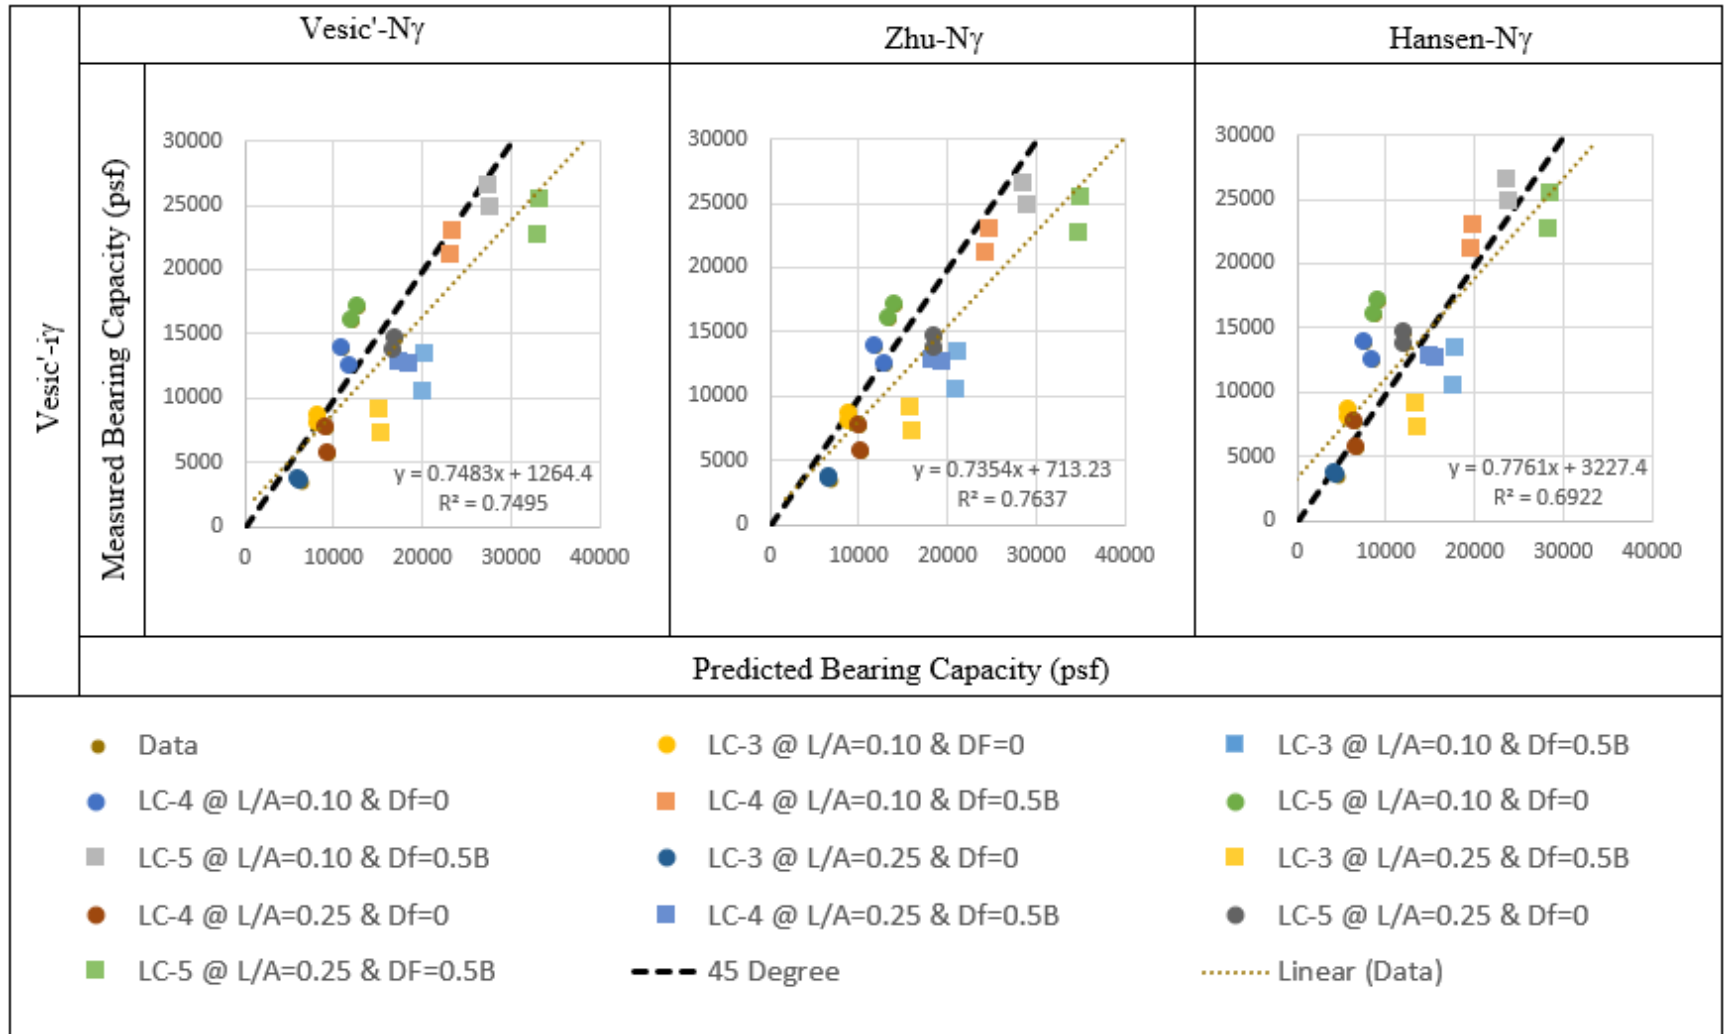 Vesic'-Nγ
Zhu-Nγ
Hansen-Nγ
Vesic'-iγ
Measured Bearing Capacity (psf)
30000
25000
20000
15000
10000
5000
0
0 10000 20000 30000 40000
y = 0.7483x + 1264.4
R² = 0.7495
30000
25000
20000
15000
10000
5000
0
0 10000 20000 30000 40000
y = 0.7354x + 713.23
R² = 0.7637
30000
25000
20000
15000
10000
5000
0
0 10000 20000 30000 40000
y = 0.7761x + 3227.4
R² = 0.6922
Predicted Bearing Capacity (psf)
Data
LC-3 @ L/A=0.10 & DF=0
LC-3 @ L/A=0.10 & Df=0.5B
LC-4 @ L/A=0.10 & Df=0
LC-4 @ L/A=0.10 & Df=0.5B
LC-5 @ L/A=0.10 & Df=0
LC-5 @ L/A=0.10 & Df=0.5B
LC-3 @ L/A=0.25 & Df=0
LC-3 @ L/A=0.25 & Df=0.5B
LC-4 @ L/A=0.25 & Df=0
LC-4 @ L/A=0.25 & Df=0.5B
LC-5 @ L/A=0.25 & Df=0
LC-5 @ L/A=0.25 & DF=0.5B
45 Degree
Linear (Data)